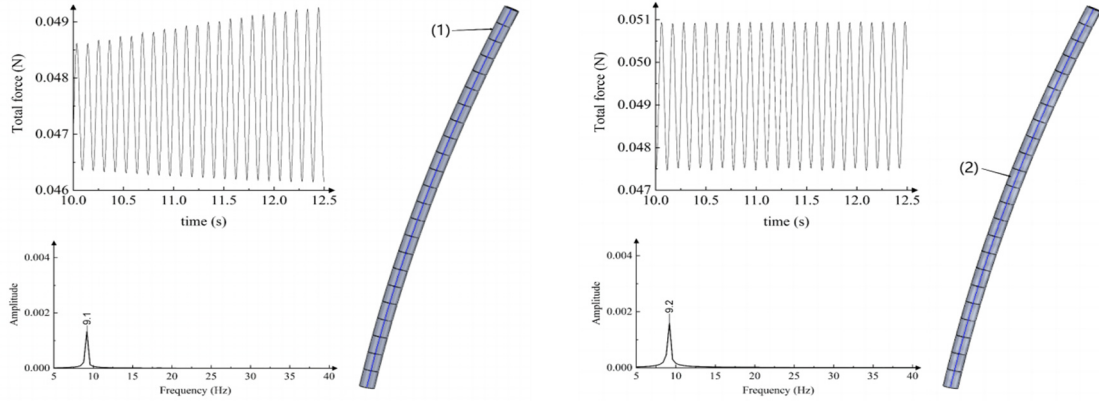 Total force (N)
0.049
0.048
0.047
0.046
10.0 10.5 11.0 11.5 12.0 12.5
time (s)
(1)
Amplitude
0.004
0.002
0.000
9.1
5 10 15 20 25 30 35 40
Frequency (Hz)
Total force (N)
0.051
0.050
0.049
0.048
0.047
10.0 10.5 11.0 11.5 12.0 12.5
time (s)
(2)
Amplitude
0.004
0.002
0.000
9.2
5 10 15 20 25 30 35 40
Frequency (Hz)